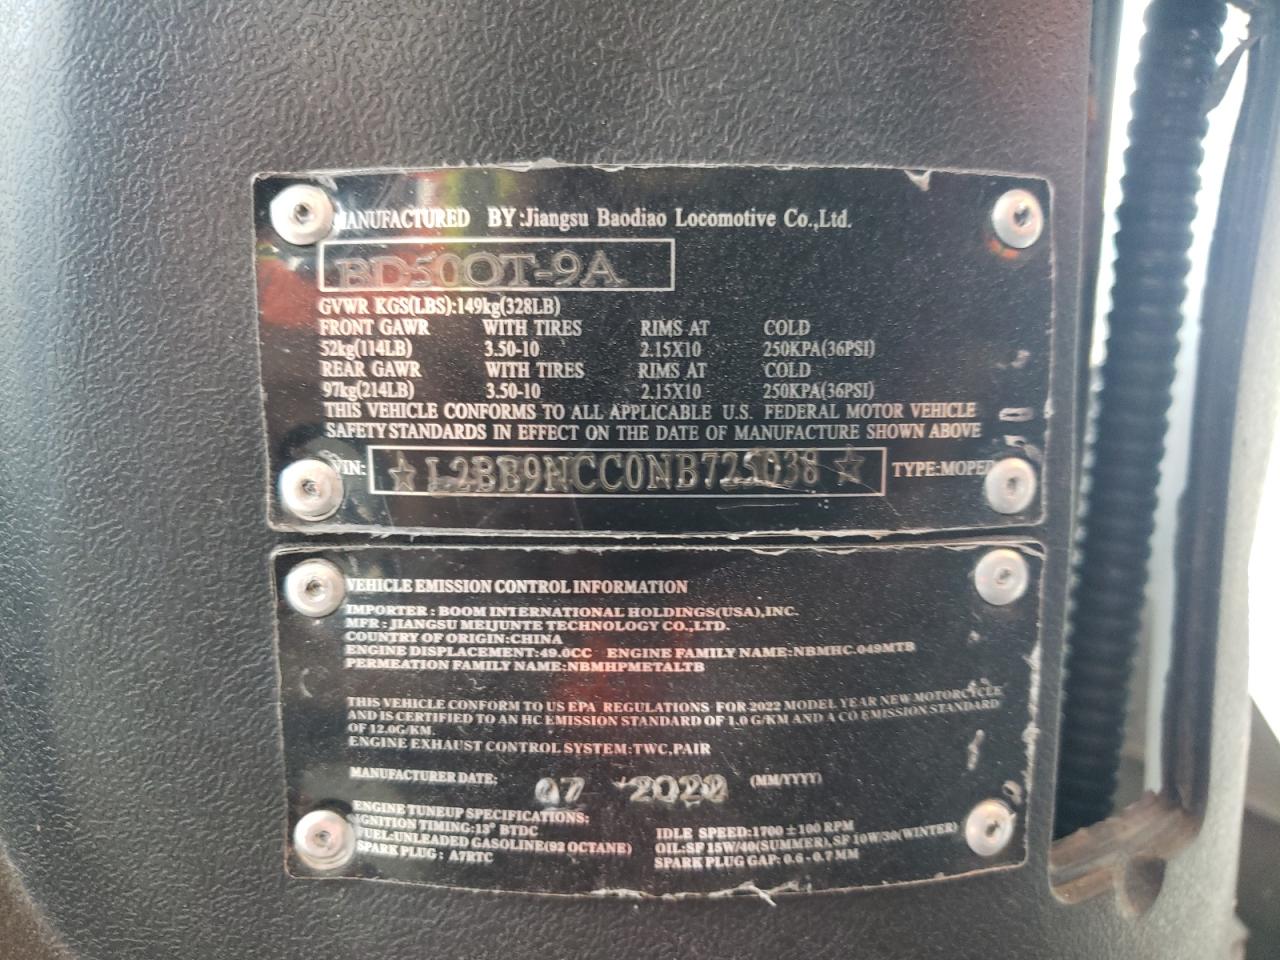 MANUFACTURED BY:Jiangsu Baodiao Locomotive Co.,Ltd.
BD50QT-9A
GVWR KGS(LBS):149kg(328LB)
FRONT GAWR WITH TIRES RIMS AT COLD
52kg(114LB) 3.50-10 2.15X10 250KPA(36PSI)
REAR GAWR WITH TIRES RIMS AT COLD
97kg(214LB) 3.50-10 2.15X10 250KPA(36PSI)
THIS VEHICLE CONFORMS TO ALL APPLICABLE U.S. FEDERAL MOTOR VEHICLE
SAFETY STANDARDS IN EFFECT ON THE DATE OF MANUFACTURE SHOWN ABOVE
VIN: ☆ L2BB9NCC0NB725038 ☆ TYPE:MOPED
VEHICLE EMISSION CONTROL INFORMATION
IMPORTER : BOOM INTERNATIONAL HOLDINGS(USA),INC.
MFR : JIANGSU MEIJUNTE TECHNOLOGY CO.,LTD.
COUNTRY OF ORIGIN:CHINA
ENGINE DISPLACEMENT:49.0CC ENGINE FAMILY NAME:NBMHC.049MTB
PERMEATION FAMILY NAME:NBMHPMETALTB
THIS VEHICLE CONFORM TO US EPA REGULATIONS FOR 2022 MODEL YEAR NEW MOTORCYCLE
AND IS CERTIFIED TO AN HC EMISSION STANDARD OF 1.0 G/KM AND A CO EMISSION STANDARD
OF 12.0G/KM.
ENGINE EXHAUST CONTROL SYSTEM:TWC,PAIR
MANUFACTURER DATE: 07 2022 (MM/YYYY)
ENGINE TUNEUP SPECIFICATIONS:
IGNITION TIMING:13° BTDC IDLE SPEED:1700 ± 100 RPM
FUEL:UNLEADED GASOLINE(92 OCTANE) OIL:SF 15W/40(SUMMER), SF 10W/30(WINTER)
SPARK PLUG : A7RTC SPARK PLUG GAP: 0.6 - 0.7 MM